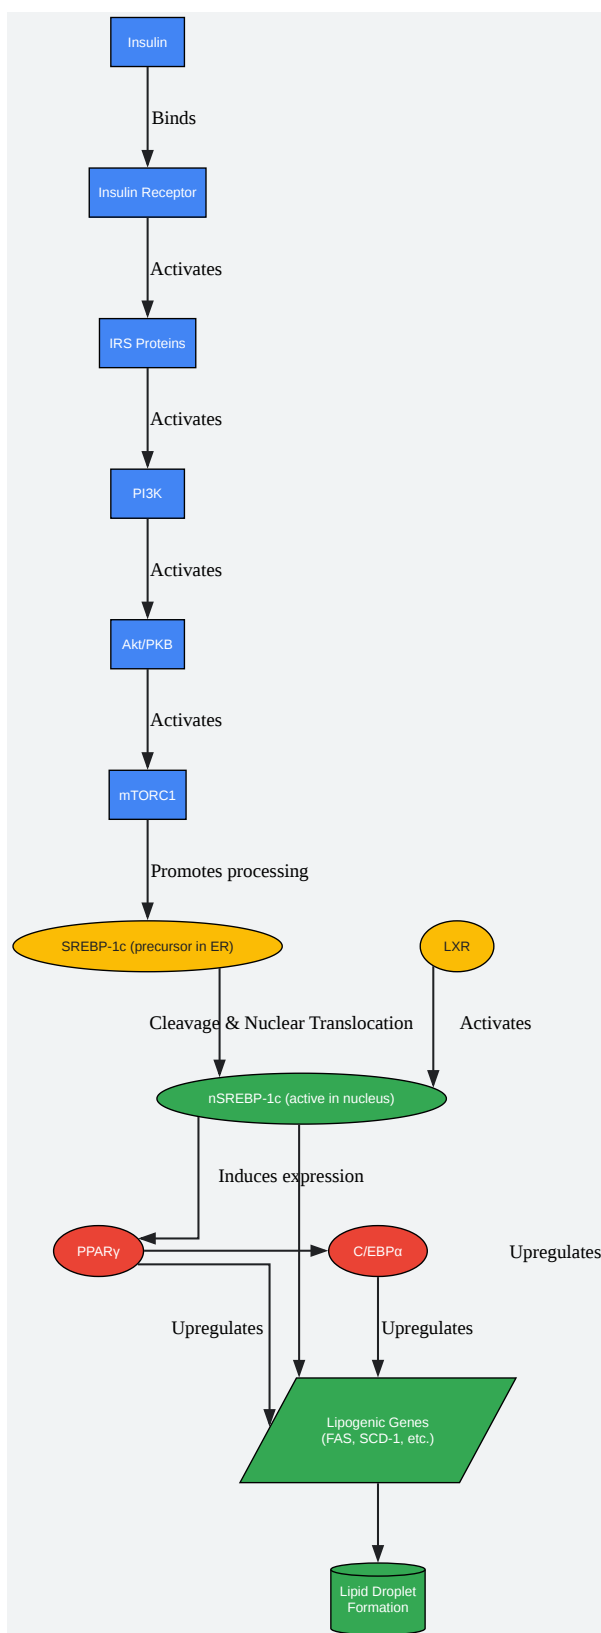 Insulin
Binds
Insulin Receptor
Activates
IRS Proteins
Activates
PI3K
Activates
Akt/PKB
Activates
mTORC1
Promotes processing
SREBP-1c (precursor in ER)
LXR
Cleavage & Nuclear Translocation
Activates
nSREBP-1c (active in nucleus)
Induces expression
PPARγ
C/EBPα
Upregulates
Upregulates
Upregulates
Lipogenic Genes
(FAS, SCD-1, etc.)
Lipid Droplet
Formation